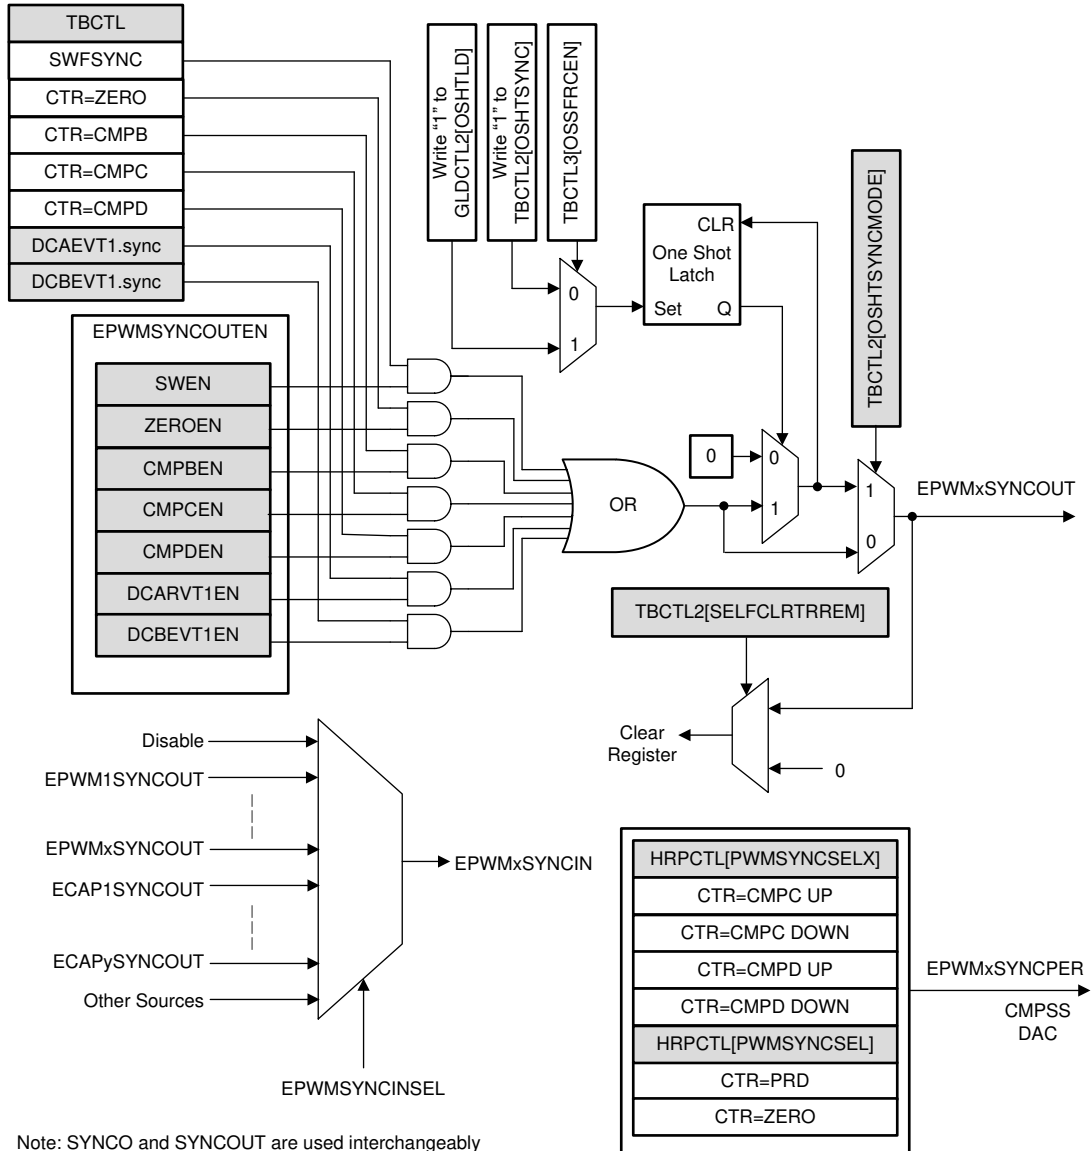 TBCTL
SWFSYNC
CTR=ZERO
CTR=CMPB
CTR=CMPC
CTR=CMPD
DCAEVT1.sync
DCBEVT1.sync
Write “1” to
GLDCTL2[OSHTLD]
Write “1” to
TBCTL2[OSHTSYNC]
TBCTL3[OSSFRCEN]
0
1
CLR
One Shot
Latch
Set
Q
TBCTL2[OSHTSYNCMODE]
EPWMSYNCOUTEN
SWEN
ZEROEN
CMPBEN
CMPCEN
CMPDEN
DCARVT1EN
DCBEVT1EN
OR
0
0
1
1
0
EPWMxSYNCOUT
TBCTL2[SELFCLRTRREM]
Clear
Register
0
Disable
EPWM1SYNCOUT
EPWMxSYNCOUT
ECAP1SYNCOUT
ECAPySYNCOUT
Other Sources
EPWMxSYNCIN
EPWMSYNCINSEL
HRPCTL[PWMSYNCSELX]
CTR=CMPC UP
CTR=CMPC DOWN
CTR=CMPD UP
CTR=CMPD DOWN
HRPCTL[PWMSYNCSEL]
CTR=PRD
CTR=ZERO
EPWMxSYNCPER
CMPSS
DAC
Note: SYNCO and SYNCOUT are used interchangeably